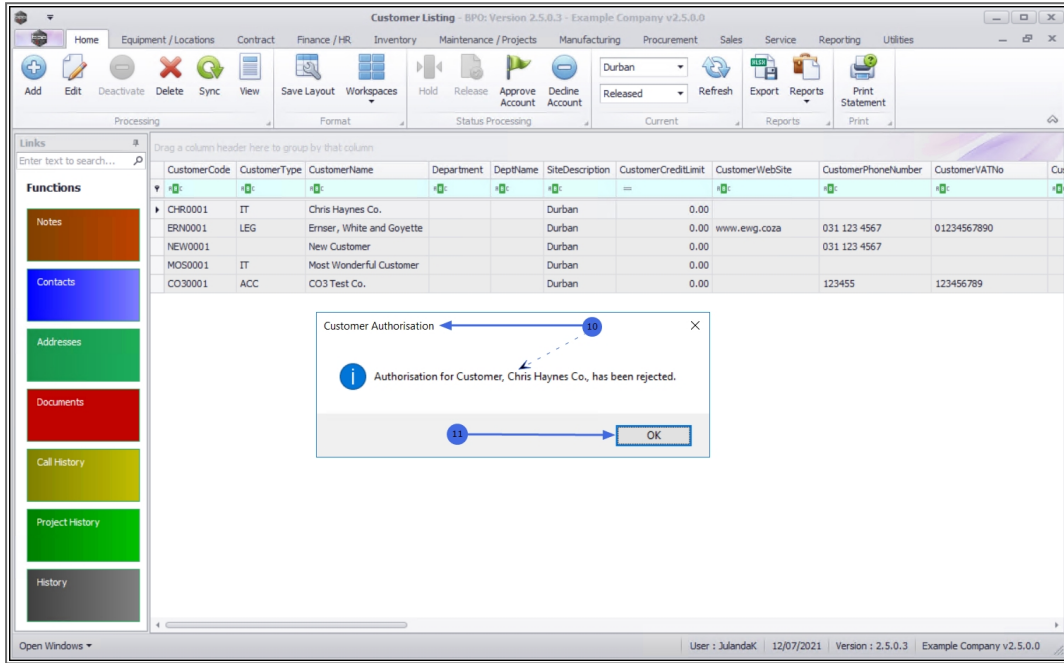 Customer Listing - BPO: Version 2.5.0.3 - Example Company v2.5.0.0
Home Equipment / Locations Contract Finance / HR Inventory Maintenance / Projects Manufacturing Procurement Sales Service Reporting Utilities
Add Edit Deactivate Delete Sync View Save Layout Workspaces Hold Release Approve Account Decline Account Durban Released Refresh Export Reports Print Statement
Processing Format Status Processing Current Reports Print
Links
Enter text to search...
Functions
Notes
Contacts
Addresses
Documents
Call History
Project History
History
Drag a column header here to group by that column
CustomerCode CustomerType CustomerName Department DeptName SiteDescription CustomerCreditLimit CustomerWebSite CustomerPhoneNumber CustomerVATNo Cu
CHR0001 IT Chris Haynes Co. Durban 0.00
ERN0001 LEG Ernser, White and Goyette Durban 0.00 www.ewg.coza 031 123 4567 01234567890
NEW0001 New Customer Durban 0.00 031 123 4567
MOS0001 IT Most Wonderful Customer Durban 0.00
CO30001 ACC CO3 Test Co. Durban 0.00 123455 123456789
Customer Authorisation 10
Authorisation for Customer, Chris Haynes Co., has been rejected.
11 OK
Open Windows User : JulandaK 12/07/2021 Version : 2.5.0.3 Example Company v2.5.0.0